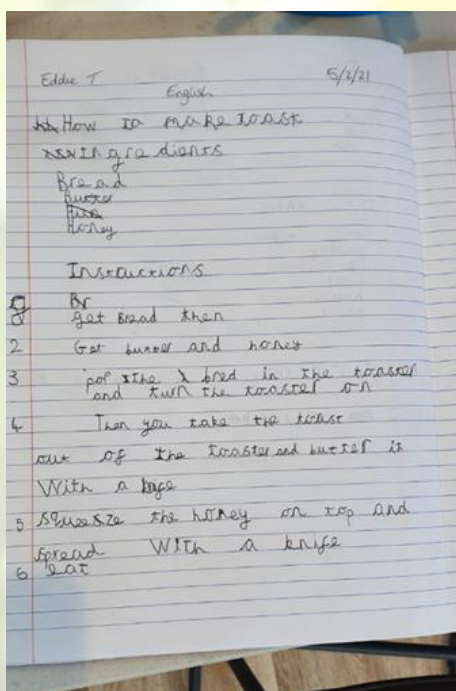 Eddie T 5/2/21
English
How to make toast
Ingredients
Bread
Butter
Honey
Instructions
Br
get Bread then
2 Get butter and honey
3 pop the bred in the toaster
and turn the toaster on
4 Then you take the toast
out of the toaster and butter it
With a
5 squeeze the honey on top and
spread With a knife
6 eat